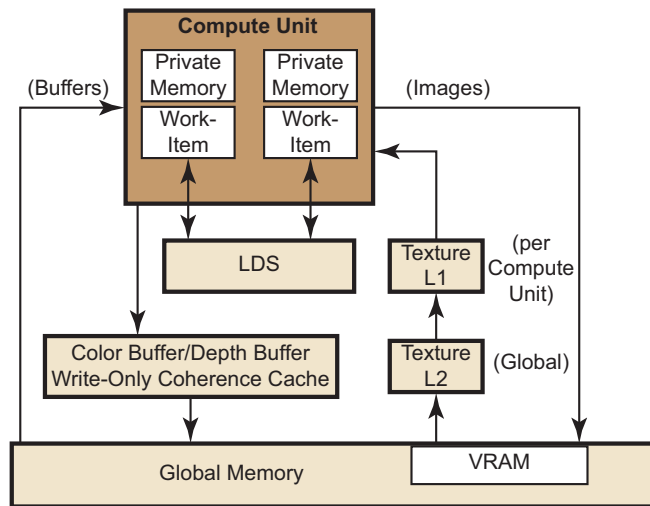 Compute Unit
Private
Memory
Private
Memory
(Buffers)
(Images)
Work-
Item
Work-
Item
LDS
Texture
L1
(per
Compute
Unit)
Color Buffer/Depth Buffer
Write-Only Coherence Cache
Texture
L2
(Global)
Global Memory
VRAM